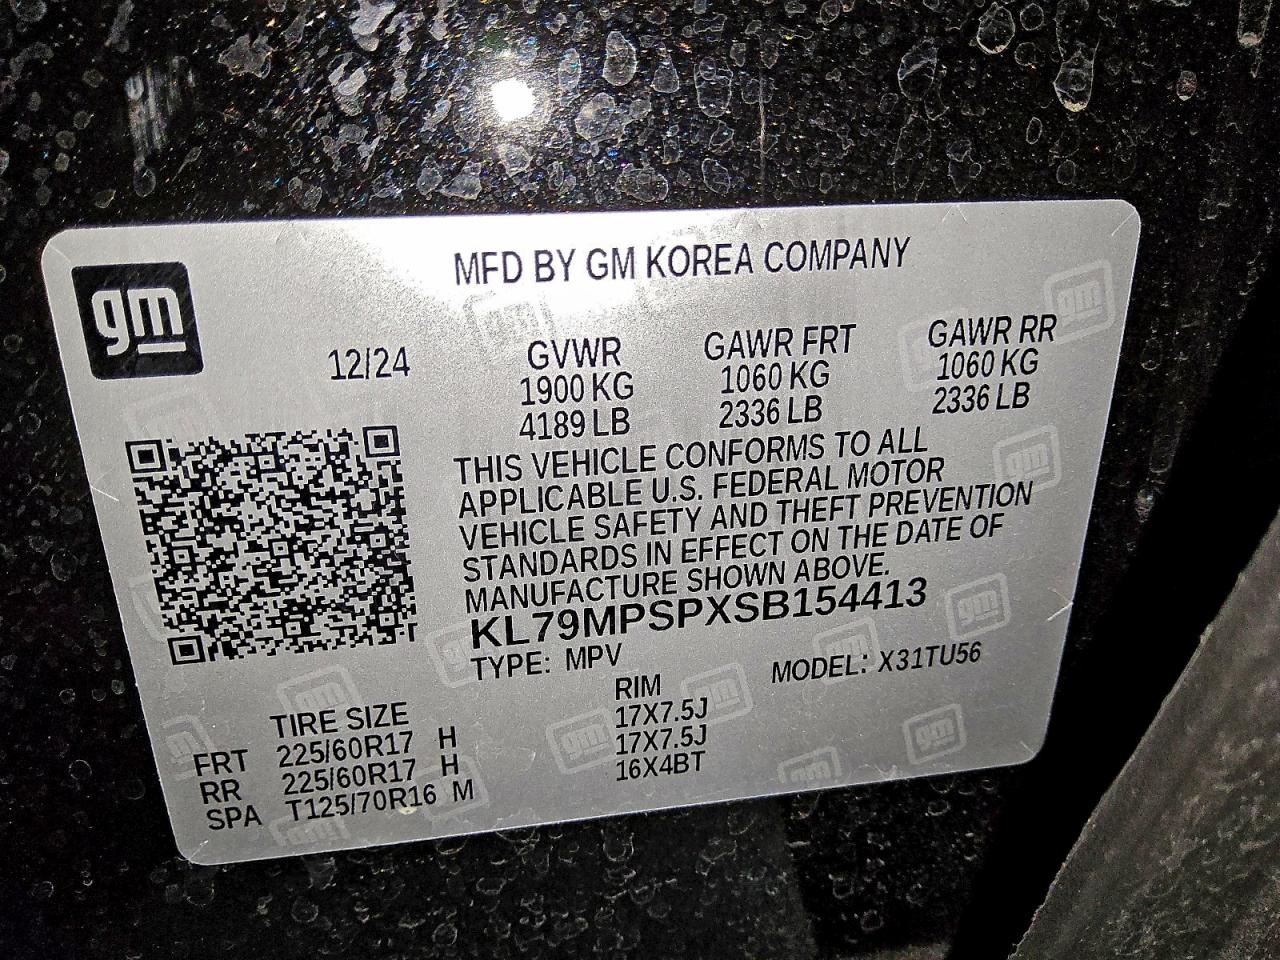 gm
MFD BY GM KOREA COMPANY
12/24
GVWR GAWR FRT GAWR RR
1900 KG 1060 KG 1060 KG
4189 LB 2336 LB 2336 LB
THIS VEHICLE CONFORMS TO ALL
APPLICABLE U.S. FEDERAL MOTOR
VEHICLE SAFETY AND THEFT PREVENTION
STANDARDS IN EFFECT ON THE DATE OF
MANUFACTURE SHOWN ABOVE.
KL79MPSPXSB154413
TYPE: MPV MODEL: X31TU56
TIRE SIZE RIM
FRT 225/60R17 H 17X7.5J
RR 225/60R17 H 17X7.5J
SPA T125/70R16 M 16X4BT